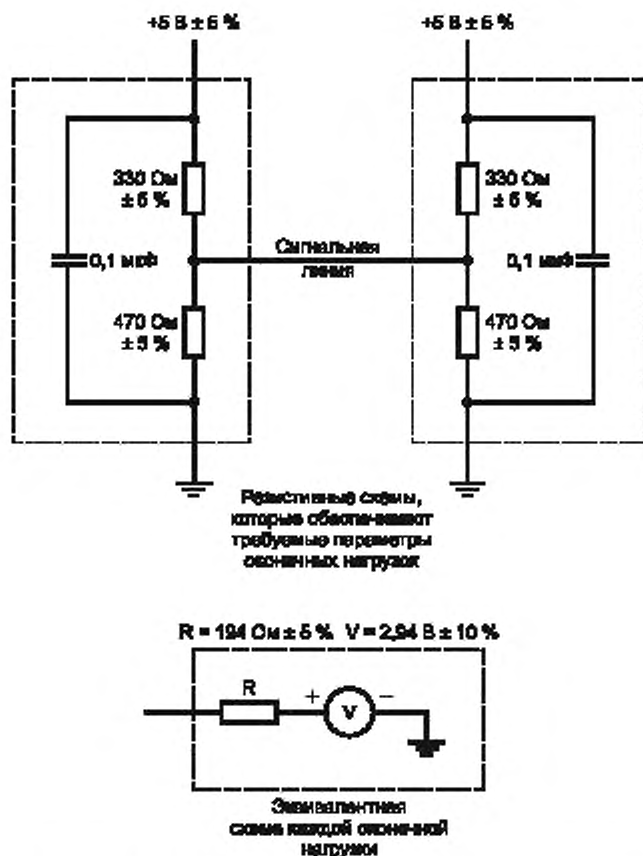 +5 В ± 5 %
+5 В ± 5 %
330 Ом
± 5 %
330 Ом
± 5 %
0,1 мкФ
Сигнальная
линия
0,1 мкФ
470 Ом
± 5 %
470 Ом
± 5 %
Резистивные схемы,
которые обеспечивают
требуемые параметры
оконечных нагрузок
R = 194 Ом ± 5 % V = 2,94 В ± 10 %
R
+
−
V
Эквивалентная
схема каждой оконечной
нагрузки